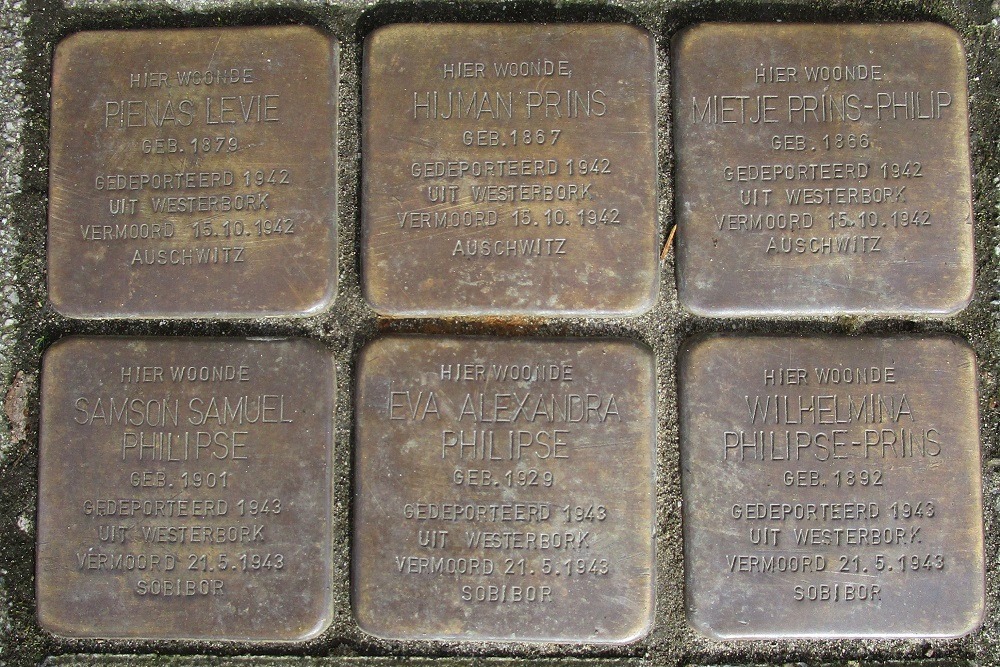 HIER WOONDE
PIENAS LEVIE
GEB. 1879
GEDEPORTEERD 1942
UIT WESTERBORK
VERMOORD 15.10.1942
AUSCHWITZ
HIER WOONDE
HIJMAN PRINS
GEB. 1867
GEDEPORTEERD 1942
UIT WESTERBORK
VERMOORD 15.10.1942
AUSCHWITZ
HIER WOONDE
MIETJE PRINS-PHILIP
GEB. 1866
GEDEPORTEERD 1942
UIT WESTERBORK
VERMOORD 15.10.1942
AUSCHWITZ
HIER WOONDE
SAMSON SAMUEL
PHILIPSE
GEB. 1901
GEDEPORTEERD 1943
UIT WESTERBORK
VERMOORD 21.5.1943
SOBIBOR
HIER WOONDE
EVA ALEXANDRA
PHILIPSE
GEB. 1929
GEDEPORTEERD 1943
UIT WESTERBORK
VERMOORD 21.5.1943
SOBIBOR
HIER WOONDE
WILHELMINA
PHILIPSE-PRINS
GEB. 1892
GEDEPORTEERD 1943
UIT WESTERBORK
VERMOORD 21.5.1943
SOBIBOR